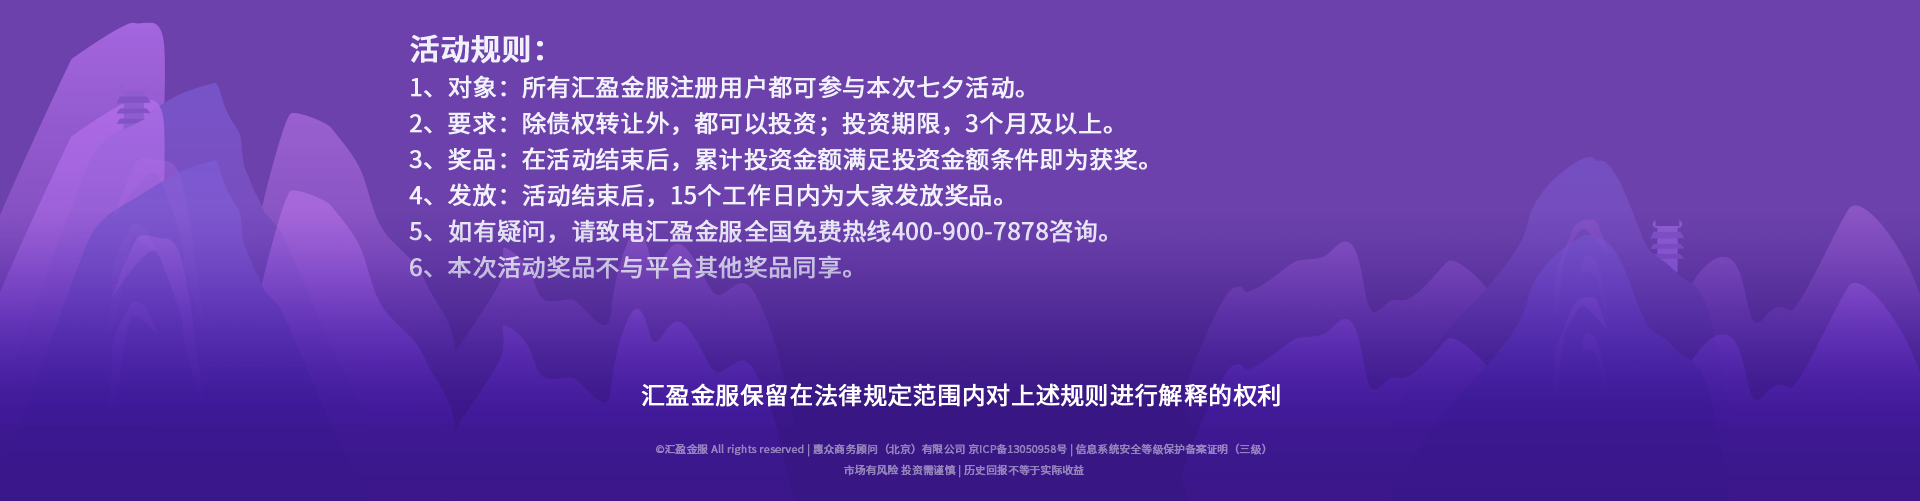 活动规则：
1、对象：所有汇盈金服注册用户都可参与本次七夕活动。
2、要求：除债权转让外，都可以投资；投资期限，3个月及以上。
3、奖品：在活动结束后，累计投资金额满足投资金额条件即为获奖。
4、发放：活动结束后，15个工作日内为大家发放奖品。
5、如有疑问，请致电汇盈金服全国免费热线400-900-7878咨询。
6、本次活动奖品不与平台其他奖品同享。
汇盈金服保留在法律规定范围内对上述规则进行解释的权利
©汇盈金服 All rights reserved | 惠众商务顾问（北京）有限公司 京ICP备13050958号 | 信息系统安全等级保护备案证明（三级）
市场有风险 投资需谨慎 | 历史回报不等于实际收益